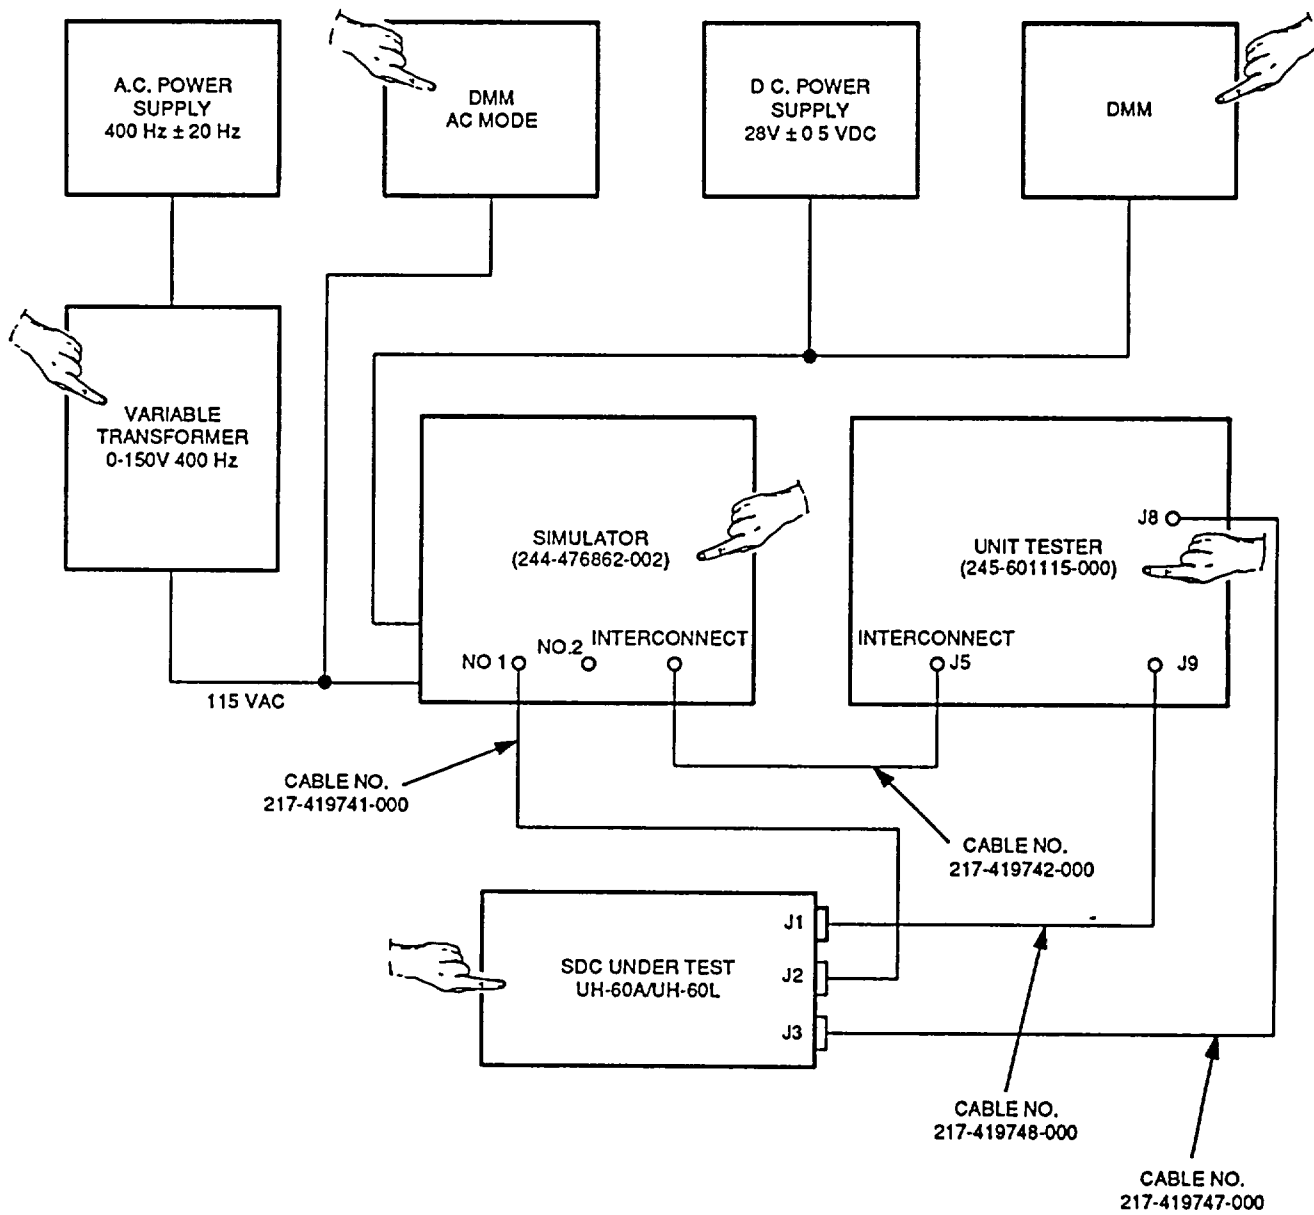 A.C. POWER
SUPPLY
400 Hz ± 20 Hz
DMM
AC MODE
D C. POWER
SUPPLY
28V ± 0 5 VDC
DMM
VARIABLE
TRANSFORMER
0-150V 400 Hz
SIMULATOR
(244-476862-002)
J8
UNIT TESTER
(245-601115-000)
NO 1
NO.2
INTERCONNECT
INTERCONNECT
J5
J9
115 VAC
CABLE NO.
217-419741-000
CABLE NO.
217-419742-000
J1
SDC UNDER TEST
UH-60A/UH-60L
J2
J3
CABLE NO.
217-419748-000
CABLE NO.
217-419747-000